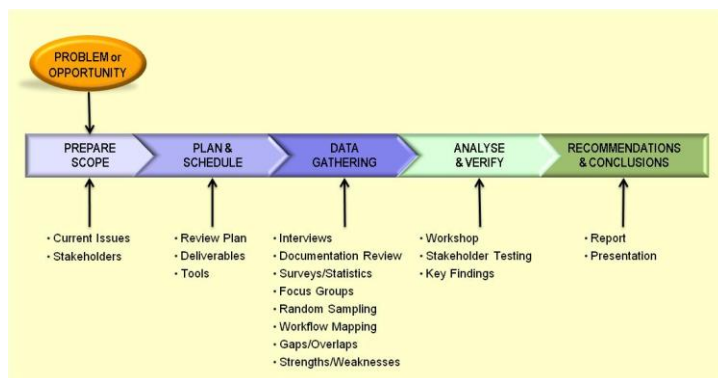 PROBLEM or
OPPORTUNITY
PREPARE
SCOPE
PLAN &
SCHEDULE
DATA
GATHERING
ANALYSE
& VERIFY
RECOMMENDATIONS
& CONCLUSIONS
• Current Issues
• Stakeholders
• Review Plan
• Deliverables
• Tools
• Interviews
• Documentation Review
• Surveys/Statistics
• Focus Groups
• Random Sampling
• Workflow Mapping
• Gaps/Overlaps
• Strengths/Weaknesses
• Workshop
• Stakeholder Testing
• Key Findings
• Report
• Presentation